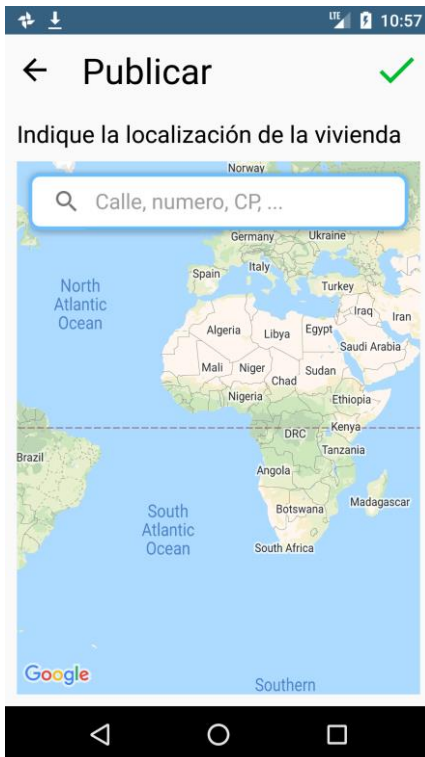 LTE 10:57
Publicar
Indique la localización de la vivienda
Norway
Calle, numero, CP, ...
Germany Ukraine
Spain Italy Turkey
North
Atlantic
Ocean
Iraq Iran
Algeria Libya Egypt
Saudi Arabia
Mali Niger Chad Sudan
Nigeria Ethiopia
DRC Kenya
Brazil Tanzania
Angola
South
Atlantic
Ocean
Botswana Madagascar
South Africa
Google
Southern